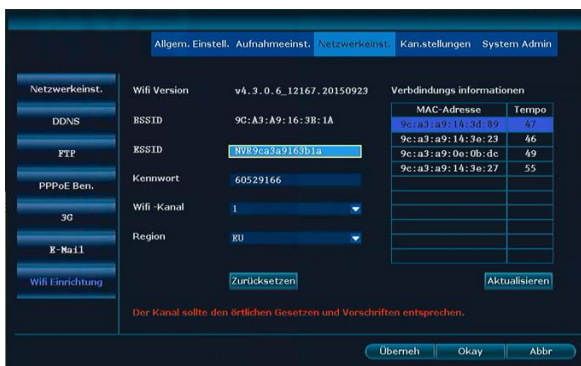 Allgem. Einstell. Aufnahmeeinst. Netzwerkeinst. Kan.stellungen System Admin
Netzwerkeinst.
DDNS
FTP
PPPoE Ben.
3G
E-Mail
Wifi Einrichtung
Wifi Version v4.3.0.6_12167.20150923
BSSID 9C:A3:A9:16:3B:1A
ESSID NVR9ca3a9163b1a
Kennwort 60529166
Wifi -Kanal 1
Region EU
Zurücksetzen
Verbdindungs informationen
MAC-Adresse Tempo
9c:a3:a9:14:3d:89 47
9c:a3:a9:14:3e:23 46
9c:a3:a9:0e:0b:dc 49
9c:a3:a9:14:3e:27 55
Aktualisieren
Der Kanal sollte den örtlichen Gesetzen und Vorschriften entsprechen.
Überneh Okay Abbr